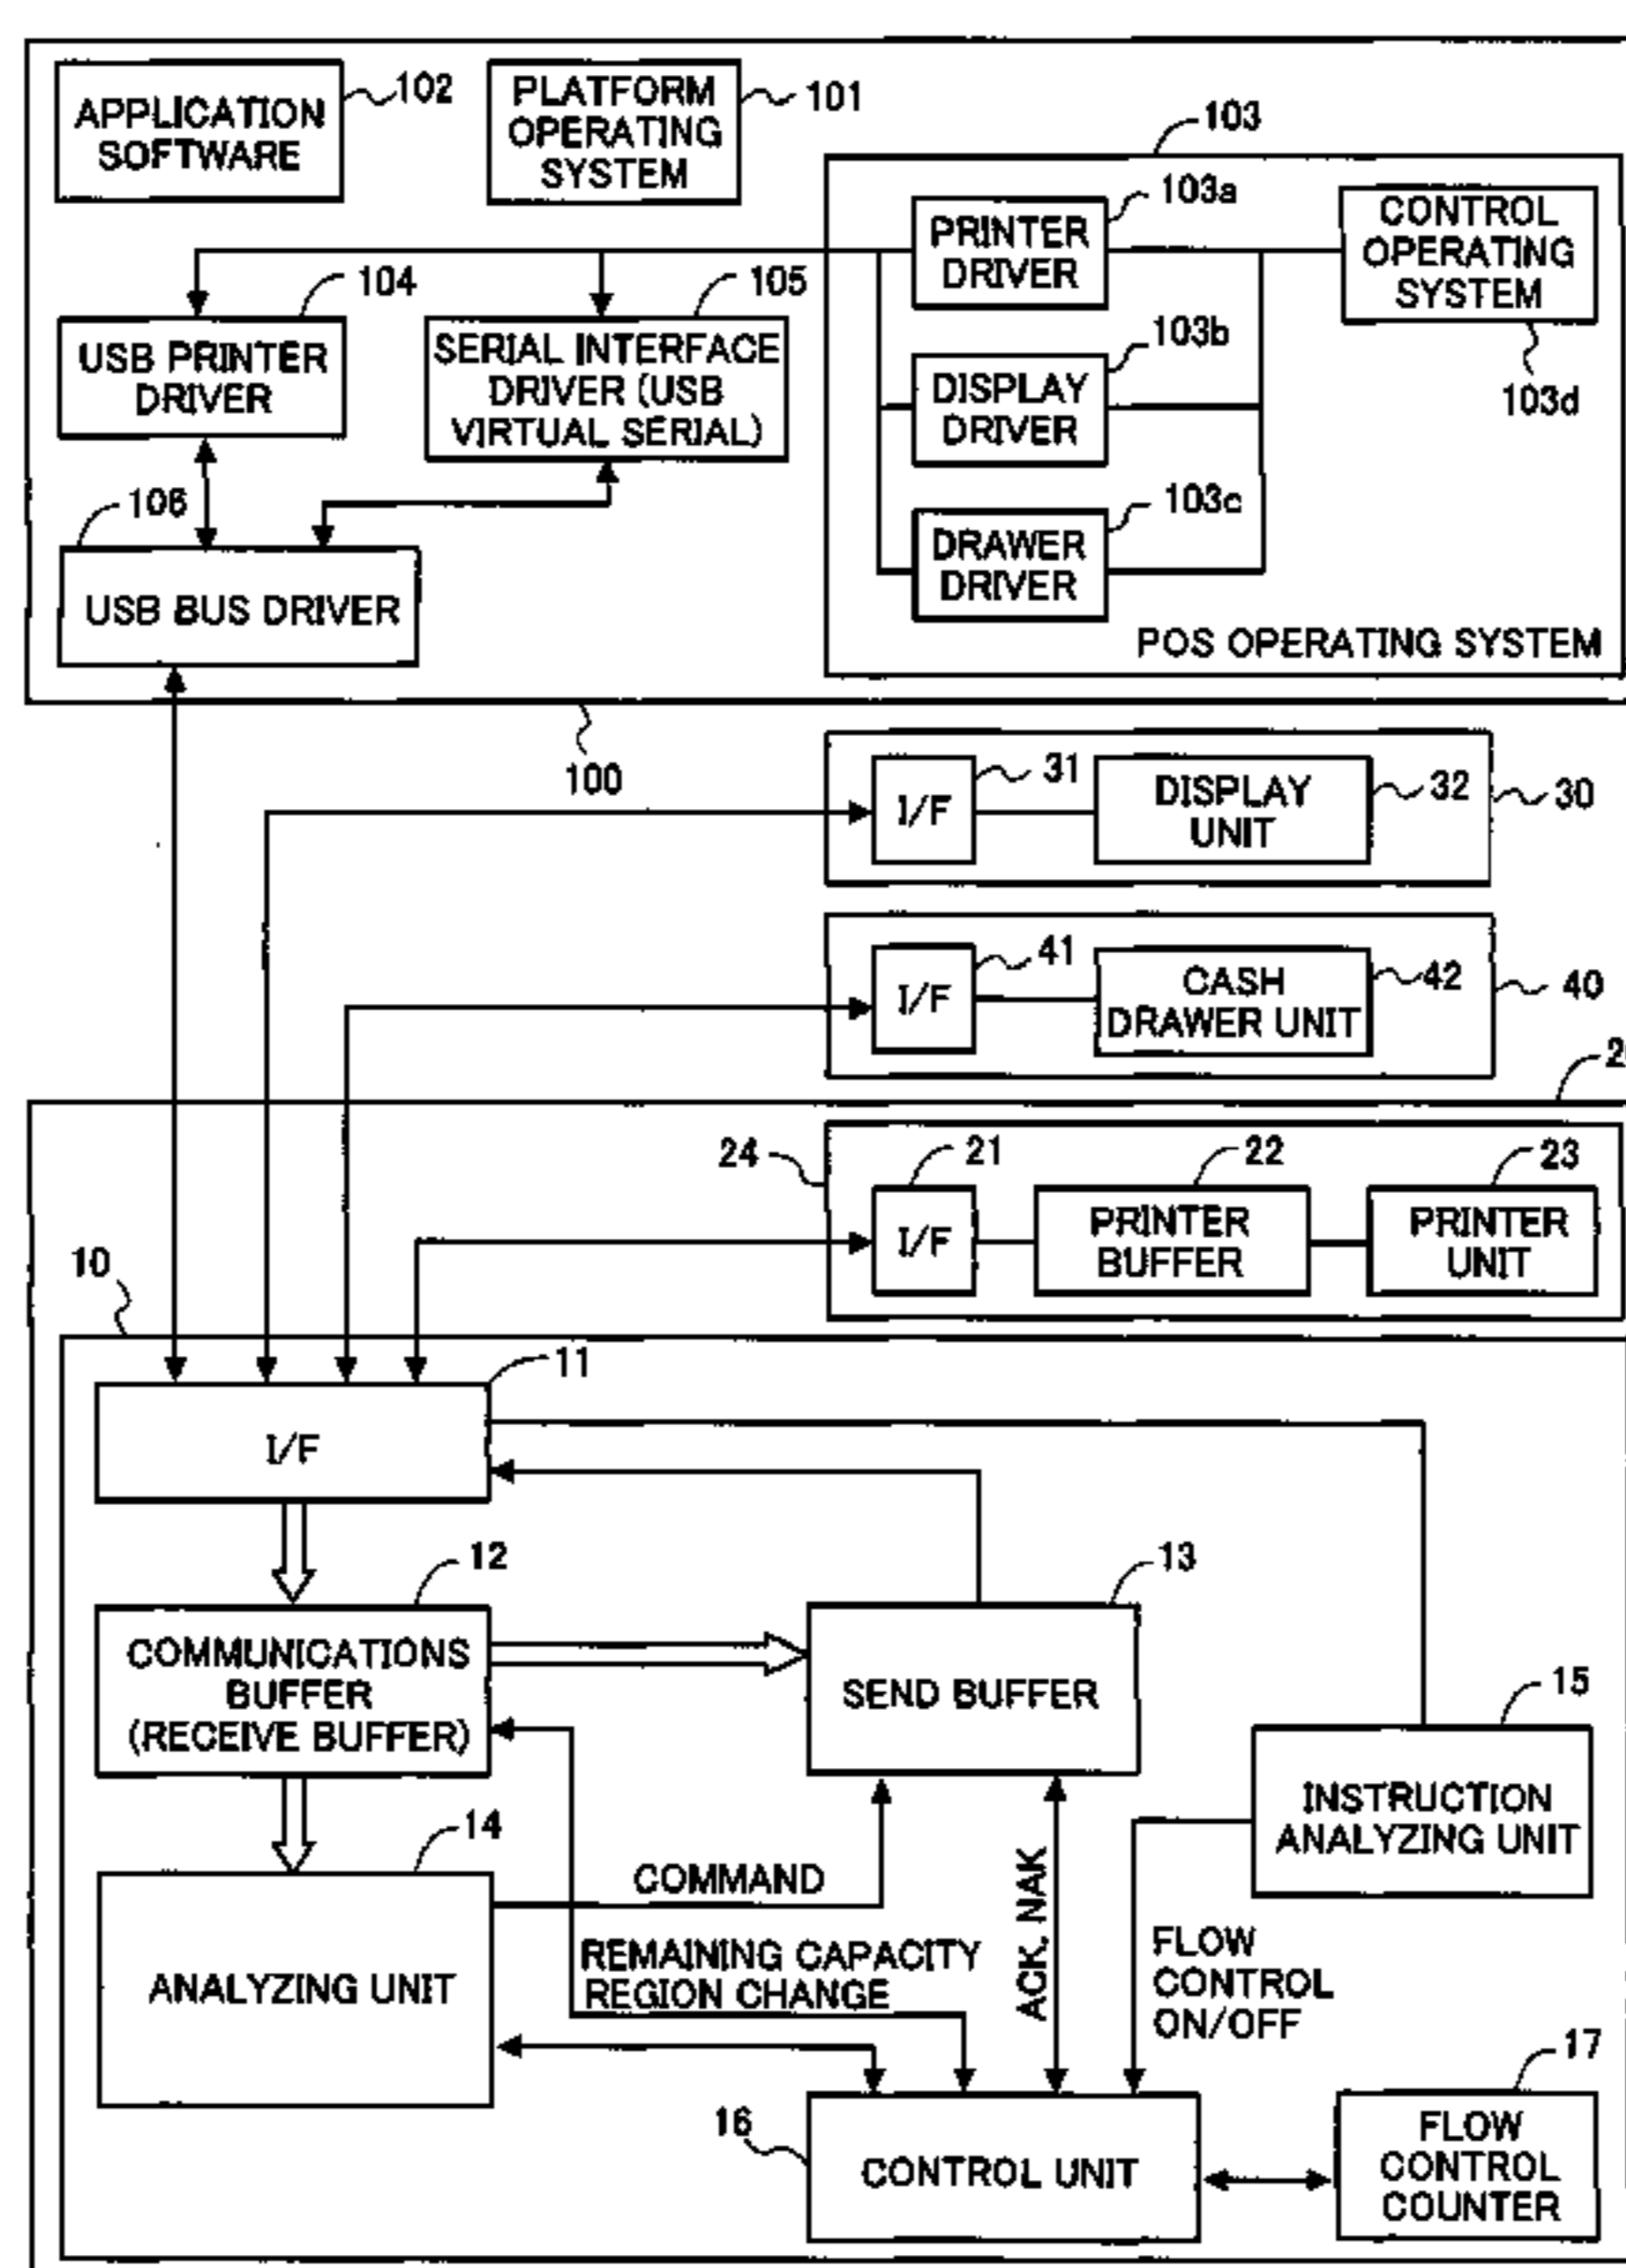 APPLICATION
SOFTWARE
102
PLATFORM
OPERATING
SYSTEM
101
103
PRINTER
DRIVER
103a
CONTROL
OPERATING
SYSTEM
103d
104
USB PRINTER
DRIVER
105
SERIAL INTERFACE
DRIVER (USB
VIRTUAL SERIAL)
103b
DISPLAY
DRIVER
103c
DRAWER
DRIVER
106
USB BUS DRIVER
POS OPERATING SYSTEM
100
I/F
31
DISPLAY
UNIT
32
30
I/F
41
CASH
DRAWER UNIT
42
40
24
21
I/F
22
PRINTER
BUFFER
23
PRINTER
UNIT
10
11
I/F
12
COMMUNICATIONS
BUFFER
(RECEIVE BUFFER)
13
SEND BUFFER
15
INSTRUCTION
ANALYZING UNIT
14
ANALYZING UNIT
COMMAND
REMAINING CAPACITY
REGION CHANGE
ACK, NAK
FLOW
CONTROL
ON/OFF
16
CONTROL UNIT
17
FLOW
CONTROL
COUNTER